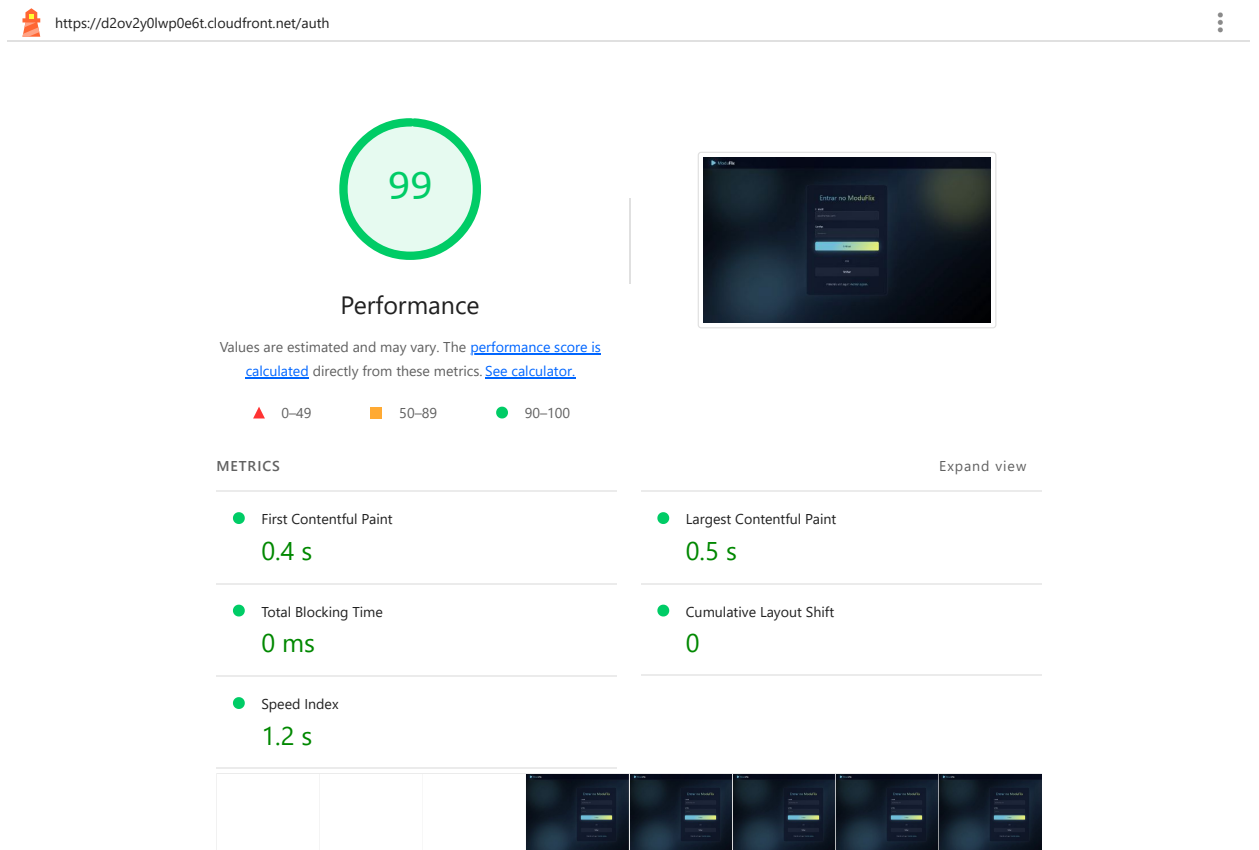 https://d2ov2y0lwp0e6t.cloudfront.net/auth
99
Performance
Values are estimated and may vary. The performance score is
calculated directly from these metrics. See calculator.
0–49
50–89
90–100
ModuFlix
Entrar no ModuFlix
METRICS
Expand view
First Contentful Paint
0.4 s
Largest Contentful Paint
0.5 s
Total Blocking Time
0 ms
Cumulative Layout Shift
0
Speed Index
1.2 s